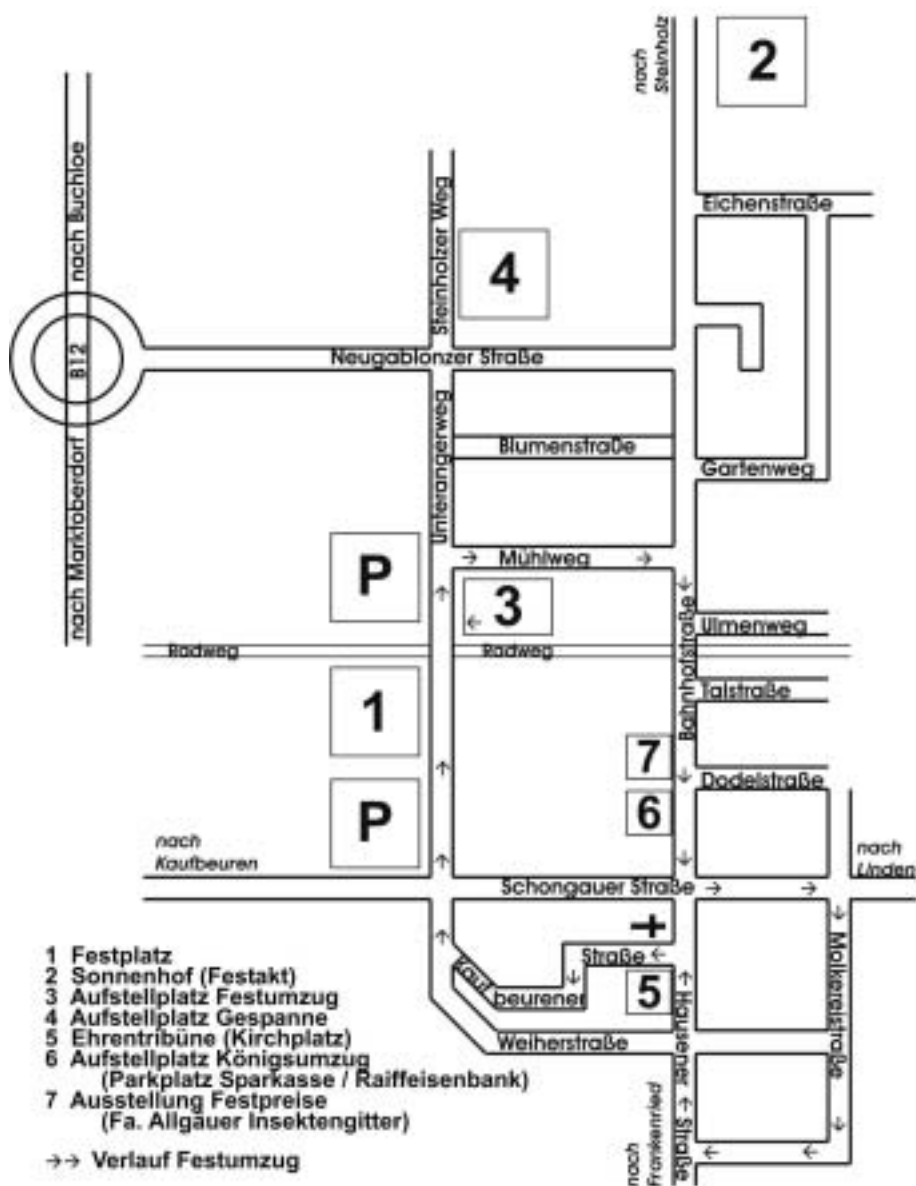 nach
Steinholz
2
nach Buchloe
Steinholzer Weg
Eichenstraße
4
B12
Neugablonzer Straße
nach Marktoberdorf
Unterangerweg
Blumenstraße
Gartenweg
P
Mühlweg
3
Bahnhofstraße
Ulmenweg
Radweg
Radweg
Talstraße
1
7
Dodelstraße
P
6
nach
Kaufbeuren
nach
Linden
Schongauer Straße
Straße
Kauf
beurener
5
Hausener Straße
Molkereistraße
Weiherstraße
nach
Frankenried
1 Festplatz
2 Sonnenhof (Festakt)
3 Aufstellplatz Festumzug
4 Aufstellplatz Gespanne
5 Ehrentribüne (Kirchplatz)
6 Aufstellplatz Königsumzug
(Parkplatz Sparkasse / Raiffeisenbank)
7 Ausstellung Festpreise
(Fa. Allgäuer Insektengitter)
→→ Verlauf Festumzug